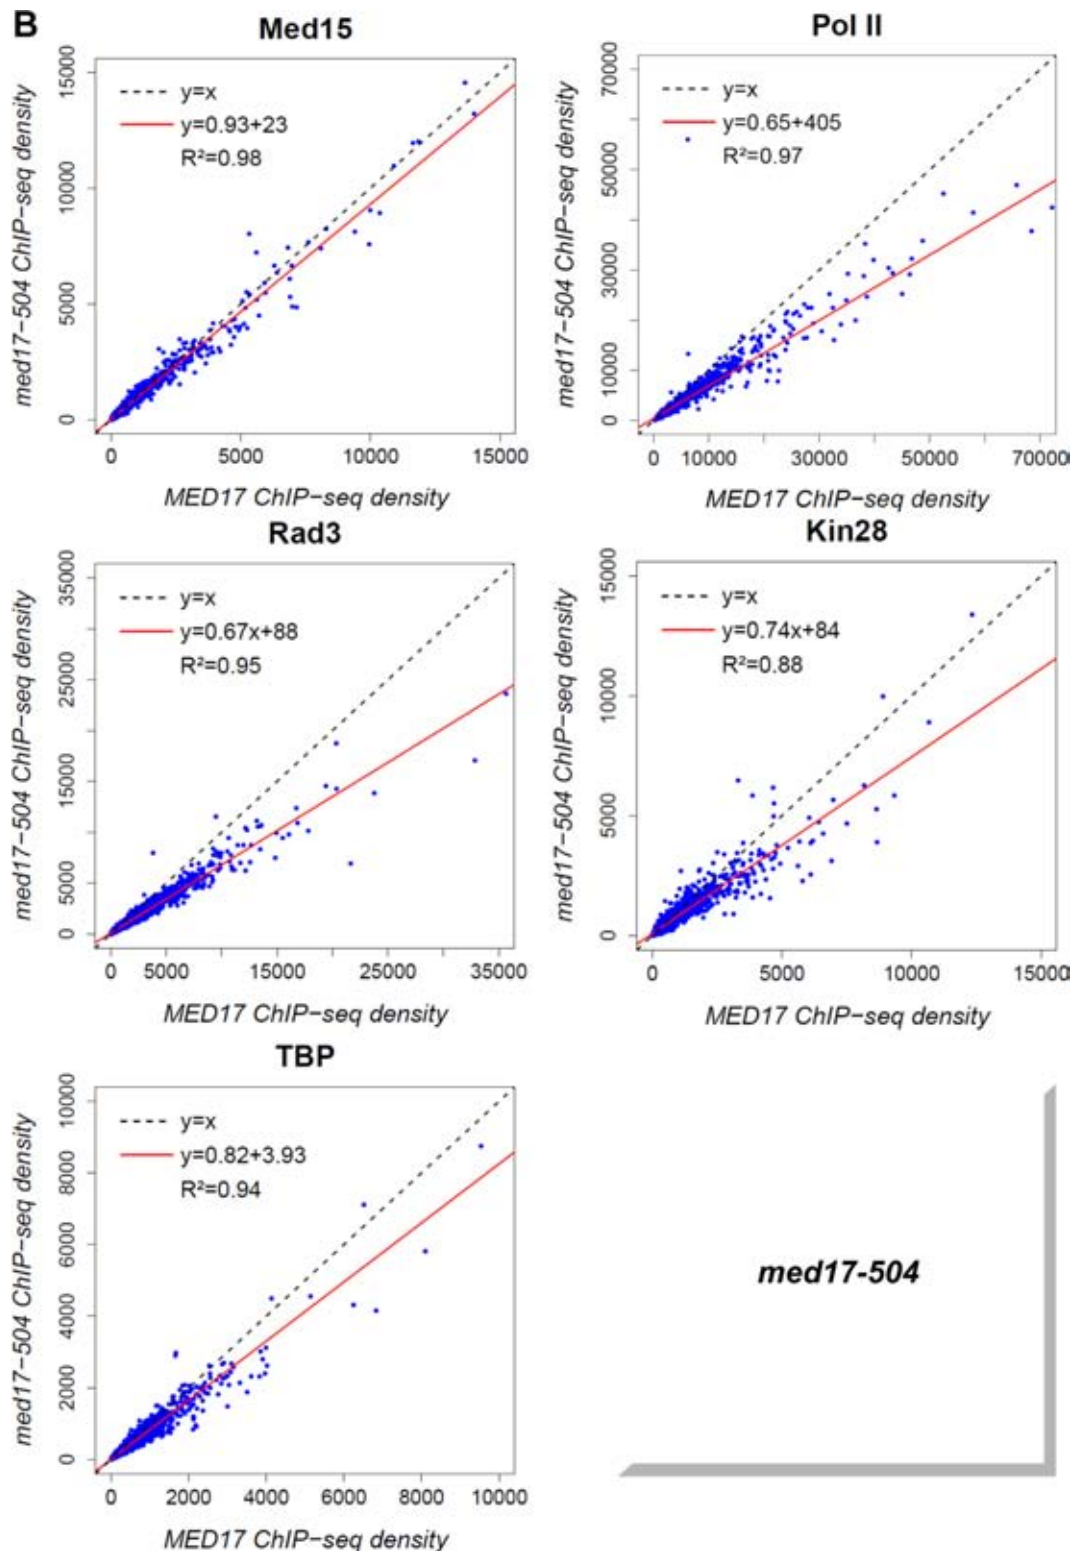 B
Med15
y=x
y=0.93+23
R²=0.98
15000
10000
5000
0
med17−504 ChIP−seq density
0 5000 10000 15000
MED17 ChIP−seq density
Pol II
y=x
y=0.65+405
R²=0.97
70000
50000
30000
10000
0
med17−504 ChIP−seq density
0 10000 30000 50000 70000
MED17 ChIP−seq density
Rad3
y=x
y=0.67x+88
R²=0.95
35000
25000
15000
5000
0
med17−504 ChIP−seq density
0 5000 15000 25000 35000
MED17 ChIP−seq density
Kin28
y=x
y=0.74x+84
R²=0.88
15000
10000
5000
0
med17−504 ChIP−seq density
0 5000 10000 15000
MED17 ChIP−seq density
TBP
y=x
y=0.82+3.93
R²=0.94
10000
8000
6000
4000
2000
0
med17−504 ChIP−seq density
0 2000 4000 6000 8000 10000
MED17 ChIP−seq density
med17-504